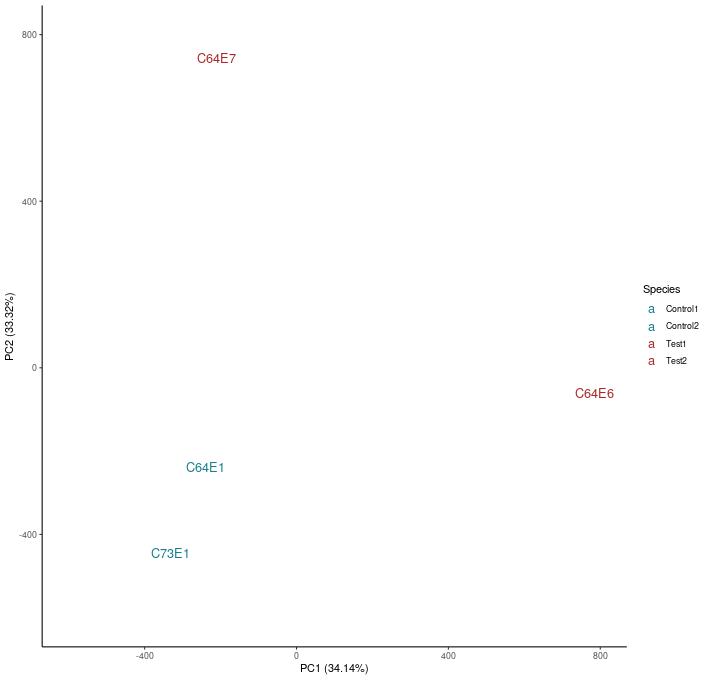 800
C64E7
400
PC2 (33.32%)
0
C64E6
C64E1
-400
C73E1
-400
0
400
800
PC1 (34.14%)
Species
a Control1
a Control2
a Test1
a Test2